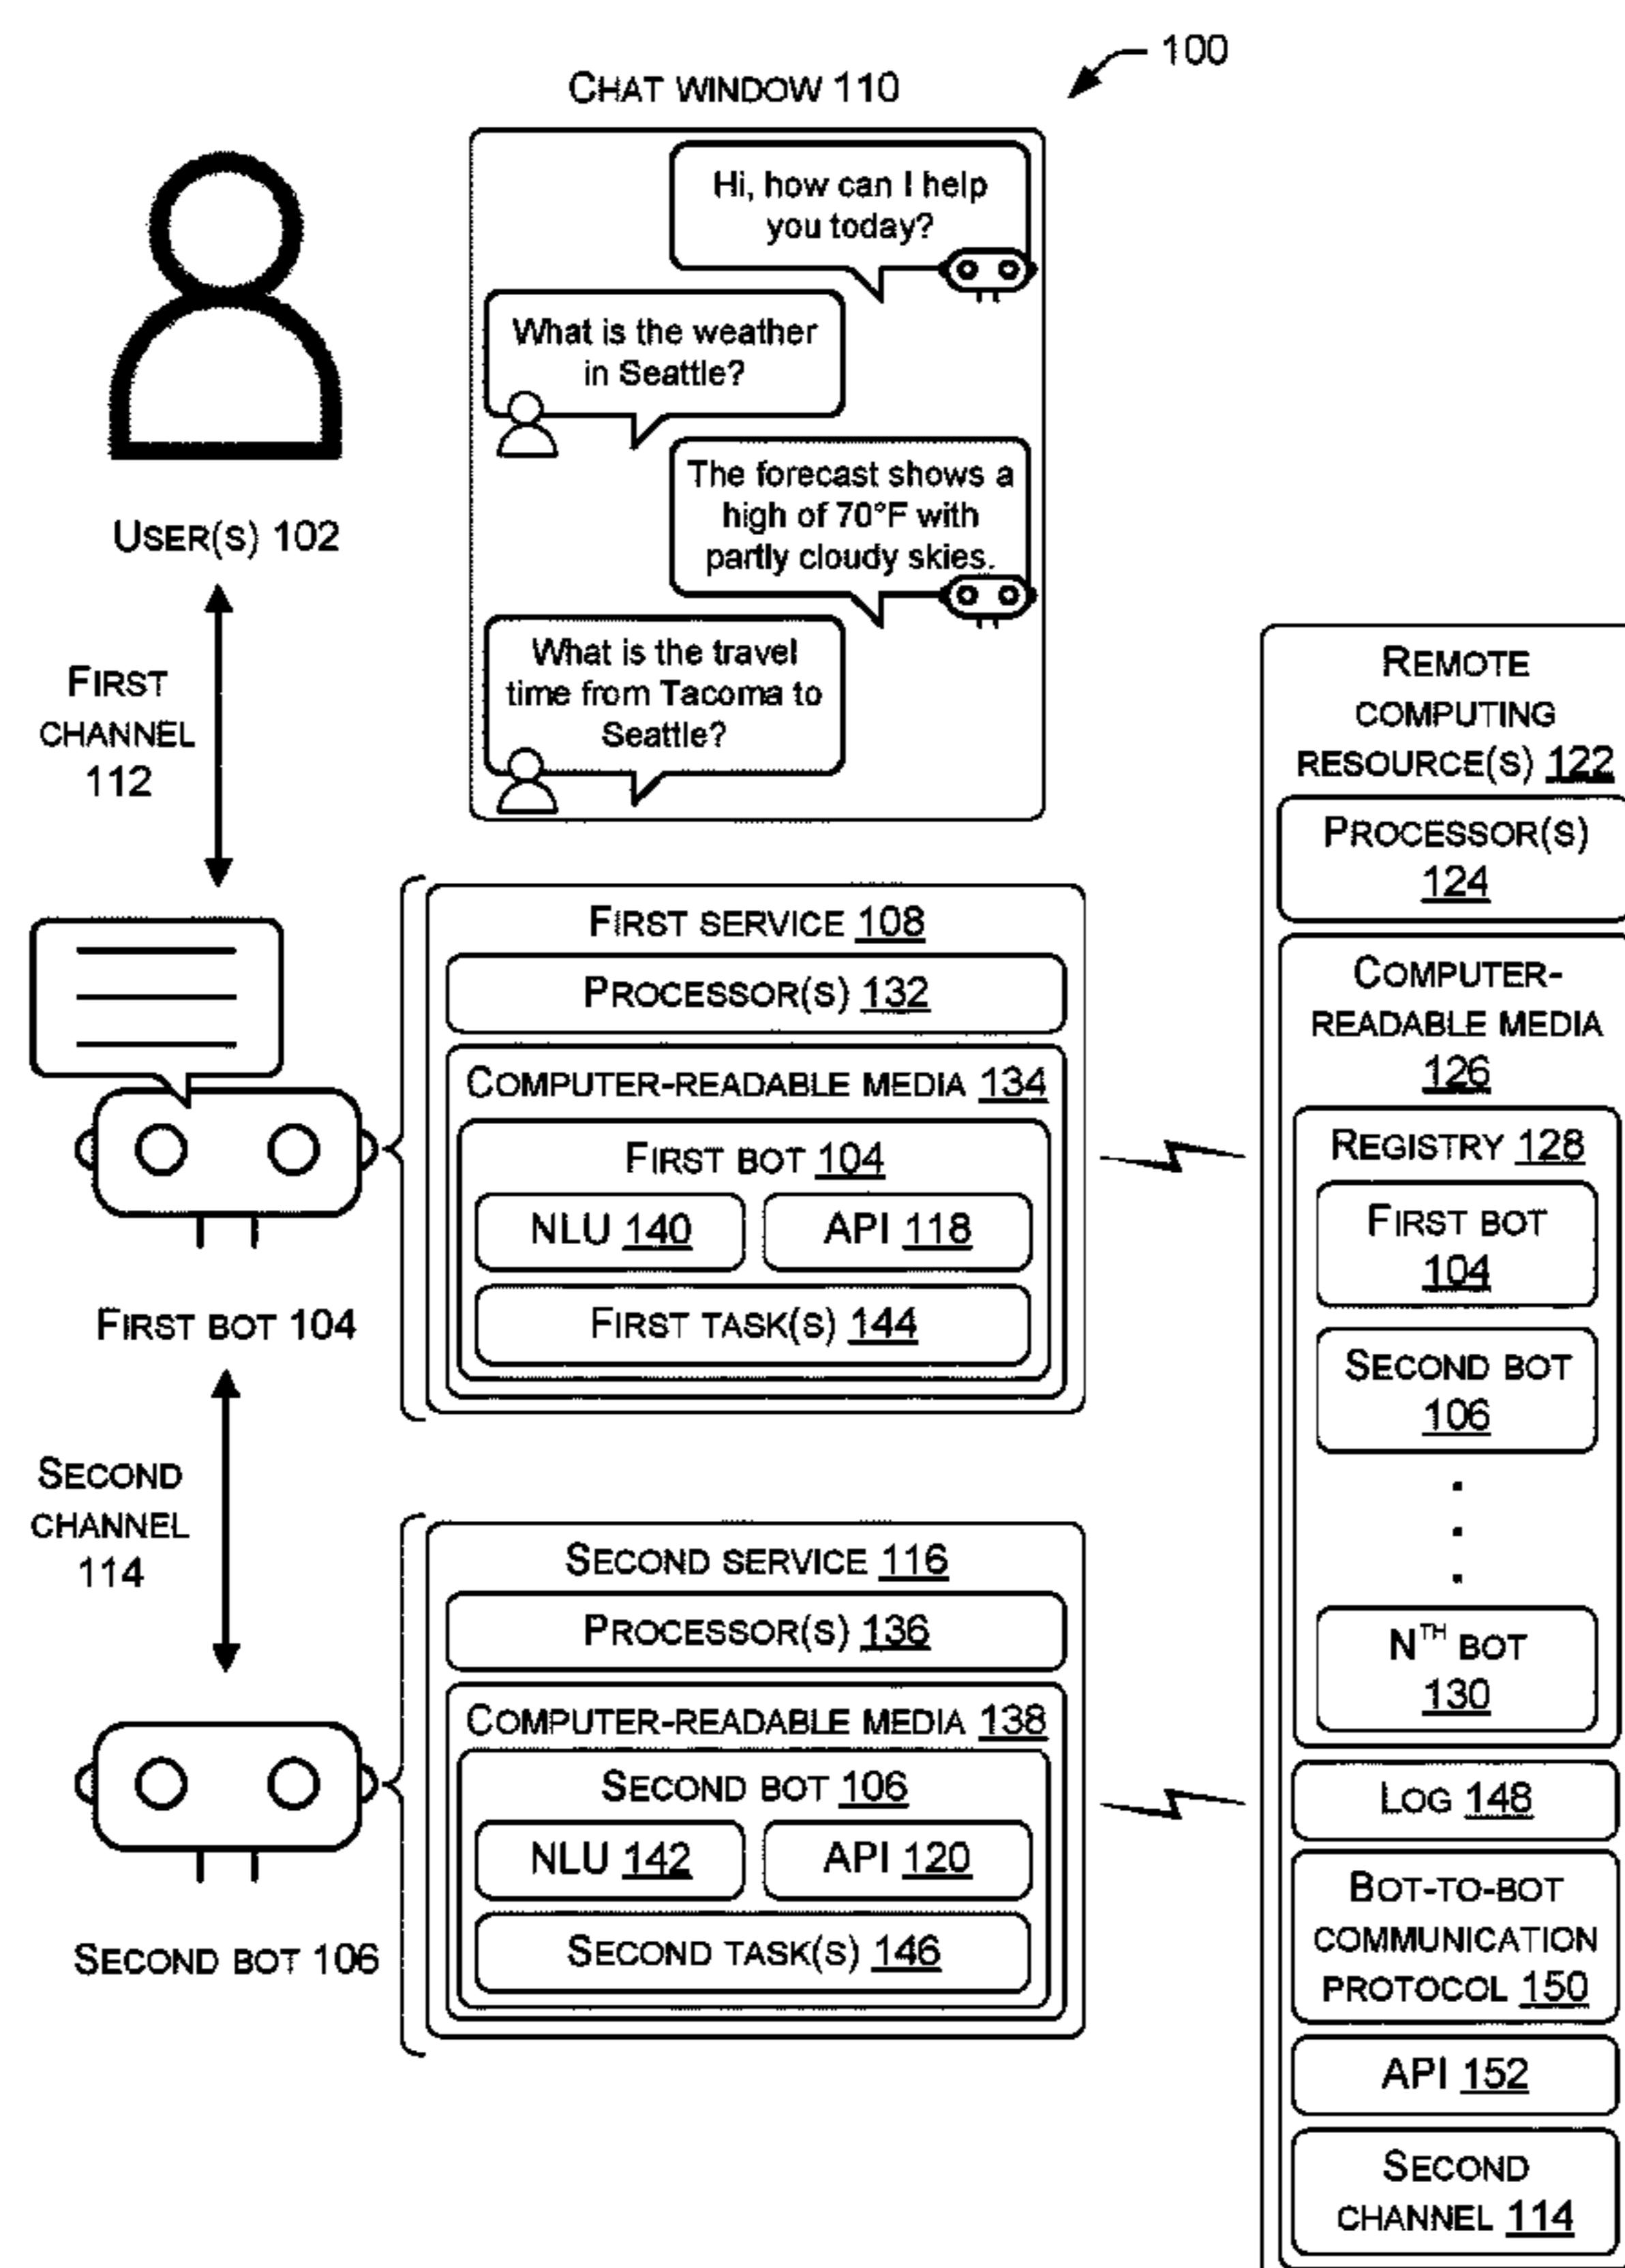 100
CHAT WINDOW 110
Hi, how can I help
you today?
What is the weather
in Seattle?
The forecast shows a
high of 70°F with
partly cloudy skies.
What is the travel
time from Tacoma to
Seattle?
USER(S) 102
FIRST
CHANNEL
112
FIRST BOT 104
SECOND
CHANNEL
114
SECOND BOT 106
FIRST SERVICE 108
PROCESSOR(S) 132
COMPUTER-READABLE MEDIA 134
FIRST BOT 104
NLU 140
API 118
FIRST TASK(S) 144
SECOND SERVICE 116
PROCESSOR(S) 136
COMPUTER-READABLE MEDIA 138
SECOND BOT 106
NLU 142
API 120
SECOND TASK(S) 146
REMOTE
COMPUTING
RESOURCE(S) 122
PROCESSOR(S)
124
COMPUTER-
READABLE MEDIA
126
REGISTRY 128
FIRST BOT
104
SECOND BOT
106
NTH BOT
130
LOG 148
BOT-TO-BOT
COMMUNICATION
PROTOCOL 150
API 152
SECOND
CHANNEL 114